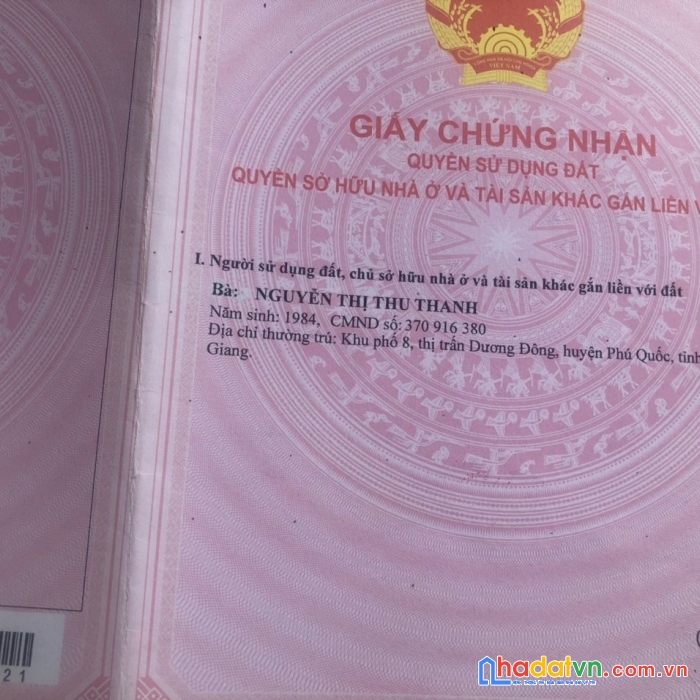 VIỆT NAM
GIẤY CHỨNG NHẬN
QUYỀN SỬ DỤNG ĐẤT
QUYỀN SỞ HỮU NHÀ Ở VÀ TÀI SẢN KHÁC GẮN LIỀN V
I. Người sử dụng đất, chủ sở hữu nhà ở và tài sản khác gắn liền với đất
Bà: NGUYỄN THỊ THU THANH
Năm sinh: 1984, CMND số: 370 916 380
Địa chỉ thường trú: Khu phố 8, thị trấn Dương Đông, huyện Phú Quốc, tỉnh
Giang.
21
nhadatvn.com.vn